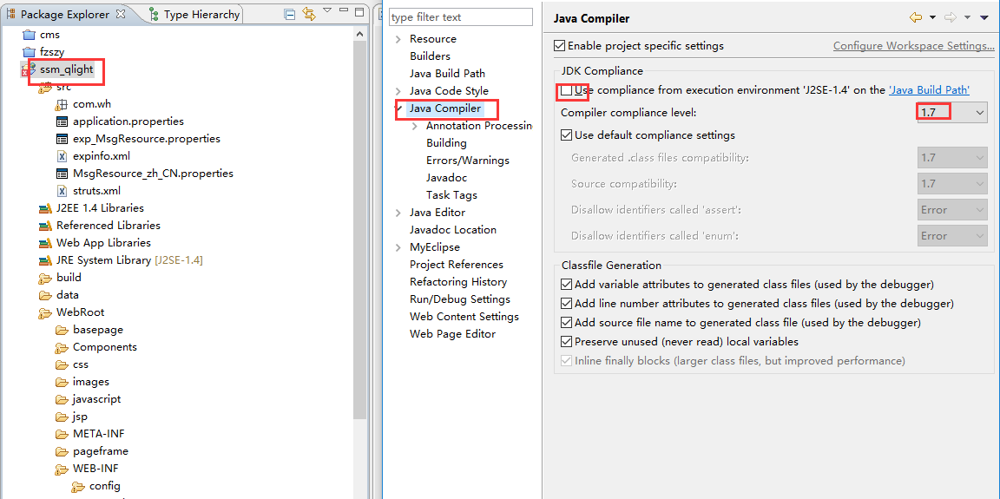 Package Explorer
Type Hierarchy
cms
fzszy
ssm_qlight
src
com.wh
application.properties
exp_MsgResource.properties
expinfo.xml
MsgResource_zh_CN.properties
struts.xml
J2EE 1.4 Libraries
Referenced Libraries
Web App Libraries
JRE System Library [J2SE-1.4]
build
data
WebRoot
basepage
Components
css
images
javascript
jsp
META-INF
pageframe
WEB-INF
config
type filter text
Resource
Builders
Java Build Path
Java Code Style
Java Compiler
Annotation Processin
Building
Errors/Warnings
Javadoc
Task Tags
Java Editor
Javadoc Location
MyEclipse
Project References
Refactoring History
Run/Debug Settings
Web Content Settings
Web Page Editor
Java Compiler
Enable project specific settings
Configure Workspace Settings...
JDK Compliance
Use compliance from execution environment 'J2SE-1.4' on the 'Java Build Path'
Compiler compliance level: 1.7
Use default compliance settings
Generated .class files compatibility: 1.7
Source compatibility: 1.7
Disallow identifiers called 'assert': Error
Disallow identifiers called 'enum': Error
Classfile Generation
Add variable attributes to generated class files (used by the debugger)
Add line number attributes to generated class files (used by the debugger)
Add source file name to generated class file (used by the debugger)
Preserve unused (never read) local variables
Inline finally blocks (larger class files, but improved performance)